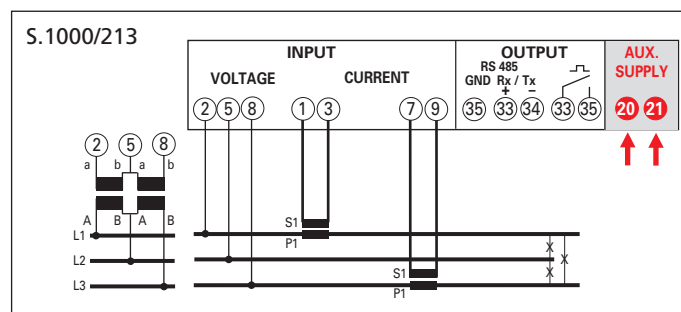 S.1000/213
INPUT
OUTPUT
AUX.
SUPPLY
VOLTAGE
CURRENT
RS 485
GND Rx / Tx
+ −
2 5 8 1 3 7 9 35 33 34 33 35 20 21
2 5 8
a b a b
A B A B
L1
L2
L3
S1
P1
S1
P1
X
X
X